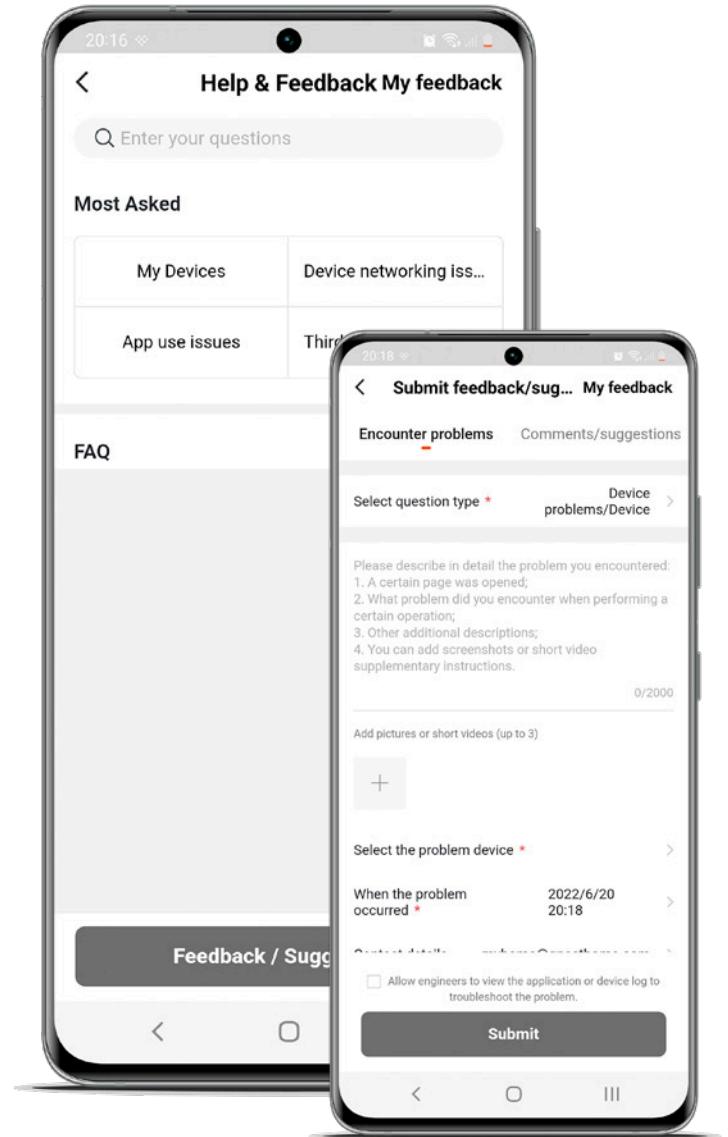 20:16
Help & Feedback My feedback
Enter your questions
Most Asked
My Devices
Device networking iss...
App use issues
Third
FAQ
Feedback / Sugg
20:18
Submit feedback/sug... My feedback
Encounter problems
Comments/suggestions
Select question type *
Device
problems/Device
Please describe in detail the problem you encountered:
1. A certain page was opened;
2. What problem did you encounter when performing a
certain operation;
3. Other additional descriptions;
4. You can add screenshots or short video
supplementary instructions.
0/2000
Add pictures or short videos (up to 3)
Select the problem device *
When the problem
occurred *
2022/6/20
20:18
Contact details
Allow engineers to view the application or device log to
troubleshoot the problem.
Submit